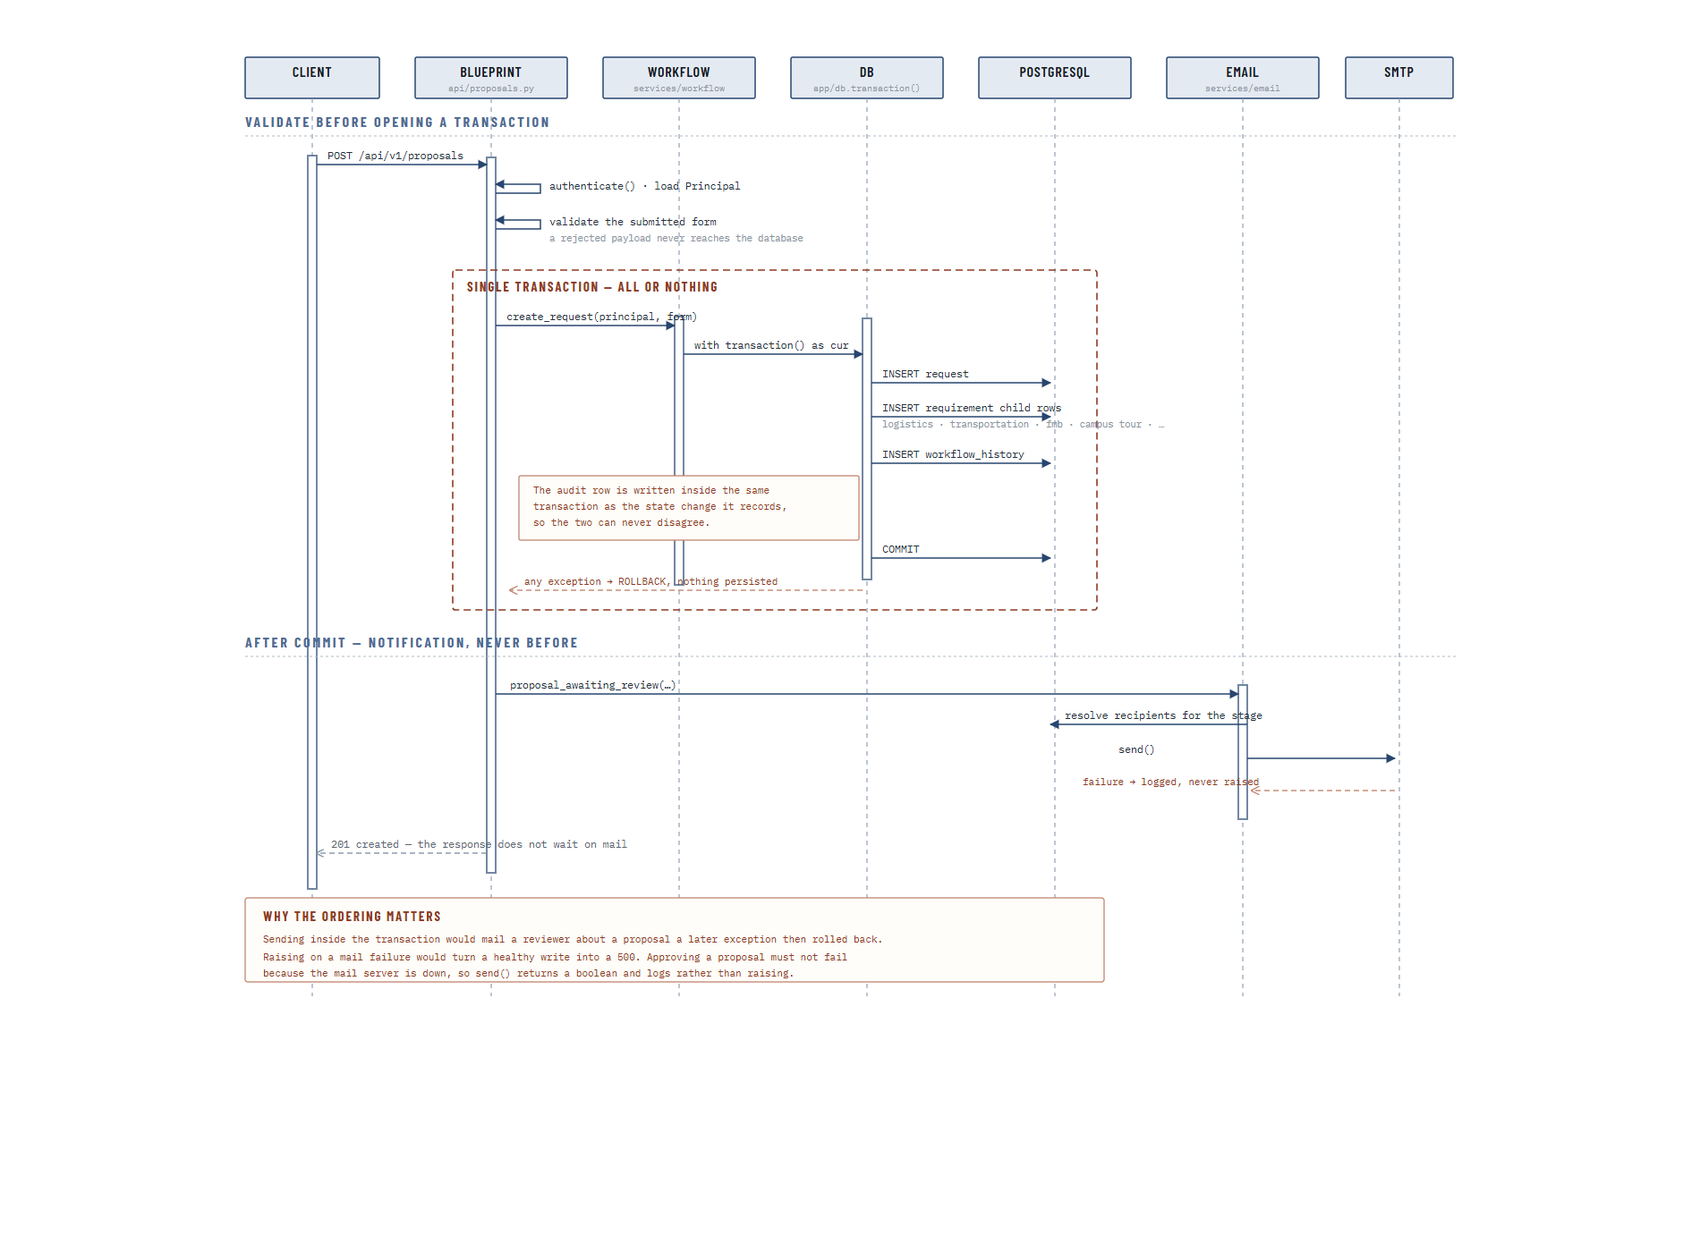 CLIENT
BLUEPRINT
api/proposals.py
WORKFLOW
services/workflow
DB
app/db.transaction()
POSTGRESQL
EMAIL
services/email
SMTP
VALIDATE BEFORE OPENING A TRANSACTION
POST /api/v1/proposals
authenticate() · load Principal
validate the submitted form
a rejected payload never reaches the database
SINGLE TRANSACTION — ALL OR NOTHING
create_request(principal, form)
with transaction() as cur
INSERT request
INSERT requirement child rows
logistics · transportation · fmb · campus tour · …
INSERT workflow_history
The audit row is written inside the same
transaction as the state change it records,
so the two can never disagree.
COMMIT
any exception → ROLLBACK, nothing persisted
AFTER COMMIT — NOTIFICATION, NEVER BEFORE
proposal_awaiting_review(…)
resolve recipients for the stage
send()
failure → logged, never raised
201 created — the response does not wait on mail
WHY THE ORDERING MATTERS
Sending inside the transaction would mail a reviewer about a proposal a later exception then rolled back.
Raising on a mail failure would turn a healthy write into a 500. Approving a proposal must not fail
because the mail server is down, so send() returns a boolean and logs rather than raising.